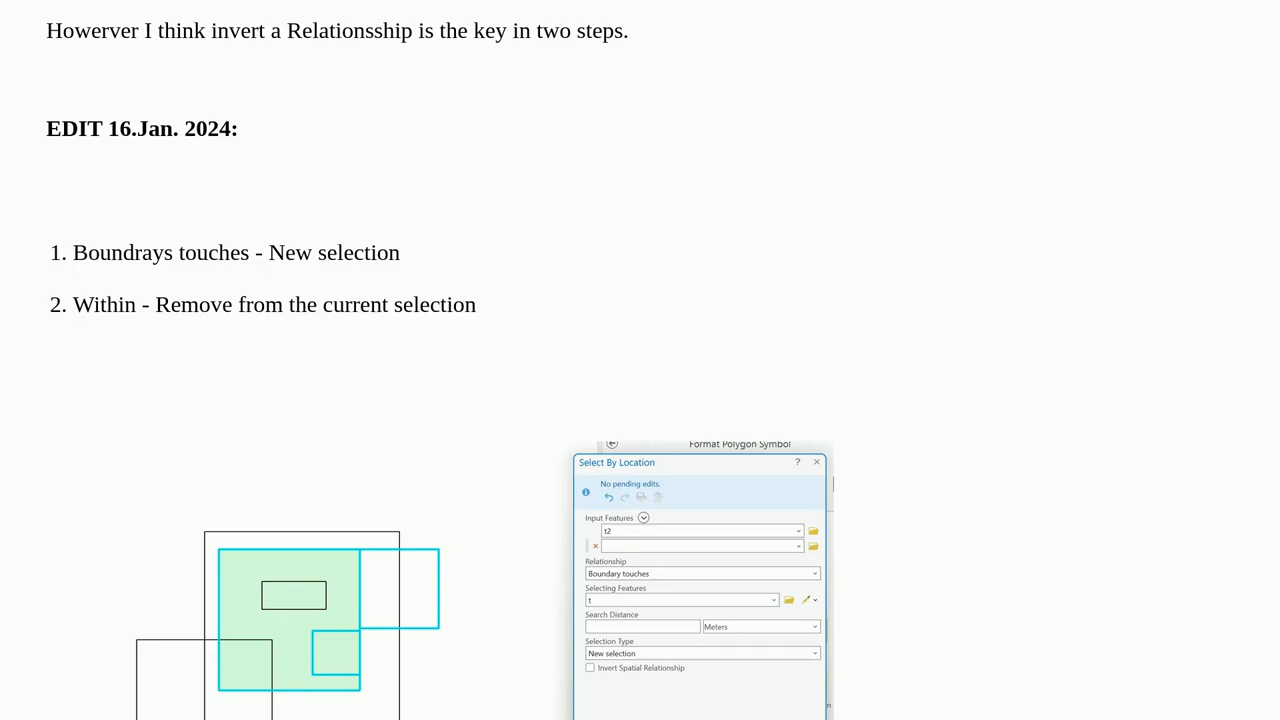 Howerver I think invert a Relationsship is the key in two steps.
EDIT 16.Jan. 2024:
1. Boundrays touches - New selection
2. Within - Remove from the current selection
Format Polygon Symbol
Select By Location ? ×
No pending edits.
Input Features
t2
Relationship
Boundary touches
Selecting Features
t
Search Distance
Meters
Selection Type
New selection
Invert Spatial Relationship